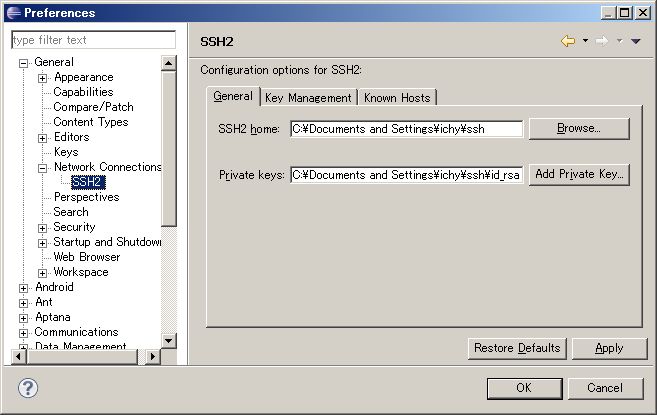 Preferences
type filter text
General
Appearance
Capabilities
Compare/Patch
Content Types
Editors
Keys
Network Connections
SSH2
Perspectives
Search
Security
Startup and Shutdown
Web Browser
Workspace
Android
Ant
Aptana
Communications
Data Management
SSH2
Configuration options for SSH2:
General Key Management Known Hosts
SSH2 home: C:¥Documents and Settings¥ichy¥ssh Browse...
Private keys: C:¥Documents and Settings¥ichy¥ssh¥id_rsa Add Private Key...
Restore Defaults Apply
? OK Cancel